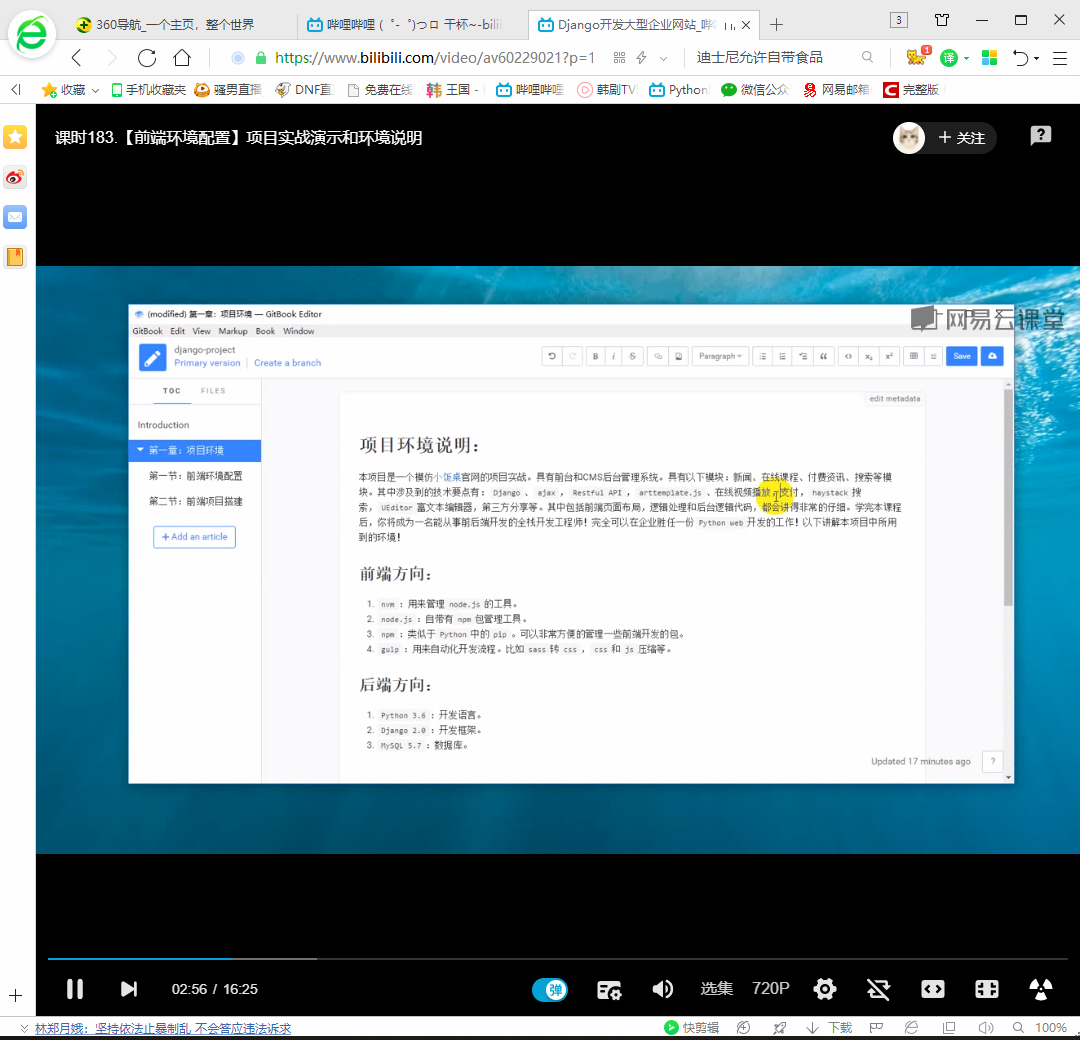 360导航_一个主页，整个世界
哔哩哔哩 (゜-゜)つロ 干杯~-bili
Django开发大型企业网站_哔
3
https://www.bilibili.com/video/av60229021?p=1
迪士尼允许自带食品
1
译
收藏
手机收藏夹
骚男直播
DNF直
免费在线
韩
王国 -
哔哩哔哩
韩剧TV
Python
微信公众
网易邮箱
完整版
课时183.【前端环境配置】项目实战演示和环境说明
关注
网易云课堂
(modified) 第一章：项目环境 — GitBook Editor
GitBook Edit View Markup Book Window
django-project
Primary version
Create a branch
B i S
Paragraph
Save
TOC
FILES
edit metadata
Introduction
第一章：项目环境
第一节：前端环境配置
第二节：前端项目搭建
+ Add an article
项目环境说明：
本项目是一个模仿小饭桌官网的项目实战。具有前台和CMS后台管理系统。具有以下模块：新闻、在线课程、付费资讯、搜索等模
块。其中涉及到的技术要点有： Django 、 ajax ， Restful API ， arttemplate.js 、在线视频播放，支付， haystack 搜
索， UEditor 富文本编辑器，第三方分享等。其中包括前端页面布局，逻辑处理和后台逻辑代码，都会讲得非常的仔细。学完本课程
后，你将成为一名能从事前后端开发的全栈开发工程师！完全可以在企业胜任一份 Python web 开发的工作！以下讲解本项目中所用
到的环境！
前端方向：
1. nvm ：用来管理 node.js 的工具。
2. node.js ：自带有 npm 包管理工具。
3. npm ：类似于 Python 中的 pip 。可以非常方便的管理一些前端开发的包。
4. gulp ：用来自动化开发流程。比如 sass 转 css ， css 和 js 压缩等。
后端方向：
1. Python 3.6 ：开发语言。
2. Django 2.0 ：开发框架。
3. MySQL 5.7 ：数据库。
Updated 17 minutes ago
?
02:56 / 16:25
弹
选集
720P
林郑月娥：坚持依法止暴制乱 不会答应违法诉求
快剪辑
下载
100%